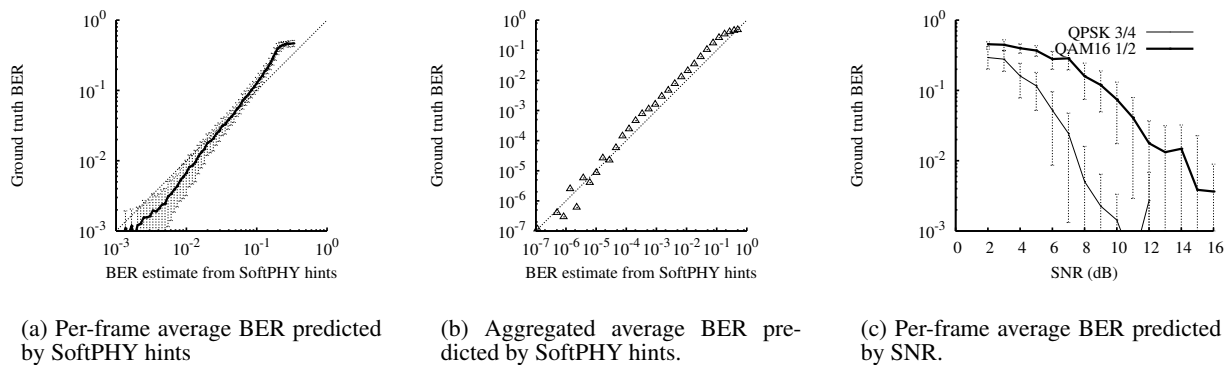 10^0
10^-1
10^-2
10^-3
Ground truth BER
10^-3 10^-2 10^-1 10^0
BER estimate from SoftPHY hints
(a) Per-frame average BER predicted
by SoftPHY hints
10^0
10^-1
10^-2
10^-3
10^-4
10^-5
10^-6
10^-7
Ground truth BER
10^-7 10^-6 10^-5 10^-4 10^-3 10^-2 10^-1 10^0
BER estimate from SoftPHY hints
(b) Aggregated average BER pre-
dicted by SoftPHY hints.
10^0
10^-1
10^-2
10^-3
Ground truth BER
QPSK 3/4
QAM16 1/2
0 2 4 6 8 10 12 14 16
SNR (dB)
(c) Per-frame average BER predicted
by SNR.